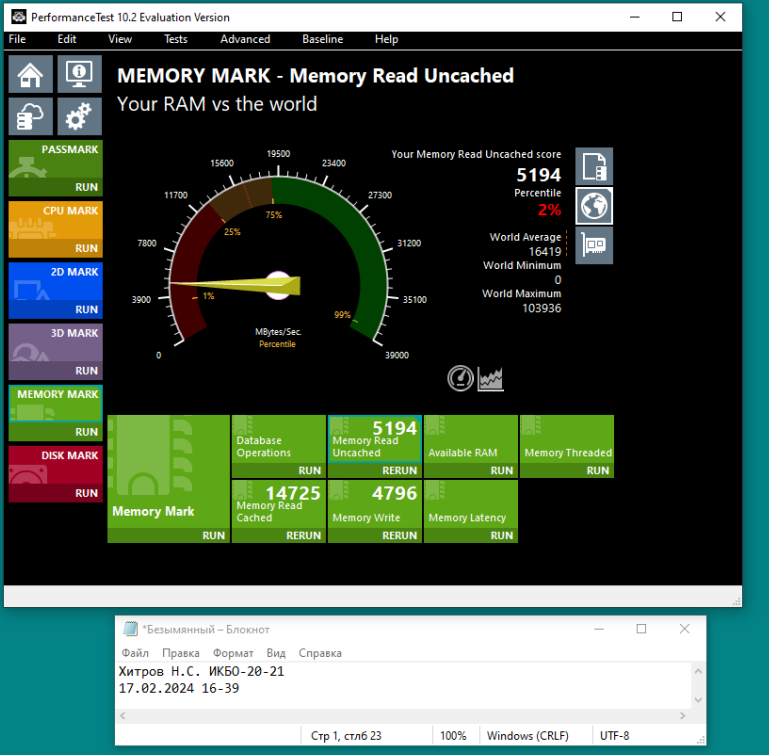 PerformanceTest 10.2 Evaluation Version
File Edit View Tests Advanced Baseline Help
MEMORY MARK - Memory Read Uncached
Your RAM vs the world
PASSMARK
RUN
CPU MARK
RUN
2D MARK
RUN
3D MARK
RUN
MEMORY MARK
RUN
DISK MARK
RUN
0
3900
7800
11700
15600
19500
23400
27300
31200
35100
39000
1%
25%
75%
99%
MBytes/Sec.
Percentile
Your Memory Read Uncached score
5194
Percentile
2%
World Average
16419
World Minimum
0
World Maximum
103936
Memory Mark
RUN
Database
Operations
RUN
5194
Memory Read
Uncached
RERUN
Available RAM
RUN
Memory Threaded
RUN
14725
Memory Read
Cached
RERUN
4796
Memory Write
RERUN
Memory Latency
RUN
*Безымянный – Блокнот
Файл Правка Формат Вид Справка
Хитров Н.С. ИКБО-20-21
17.02.2024 16-39
Стр 1, стлб 23 100% Windows (CRLF) UTF-8